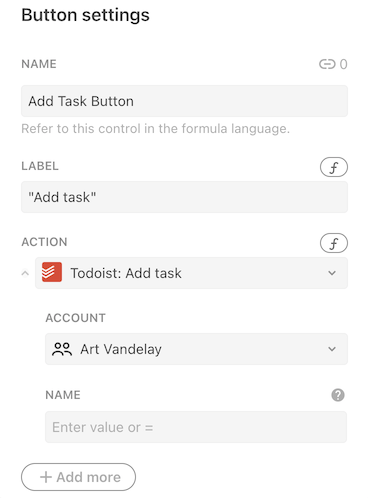 Button settings
NAME
0
Add Task Button
Refer to this control in the formula language.
LABEL
f
"Add task"
ACTION
f
Todoist: Add task
ACCOUNT
Art Vandelay
NAME
?
Enter value or =
+ Add more